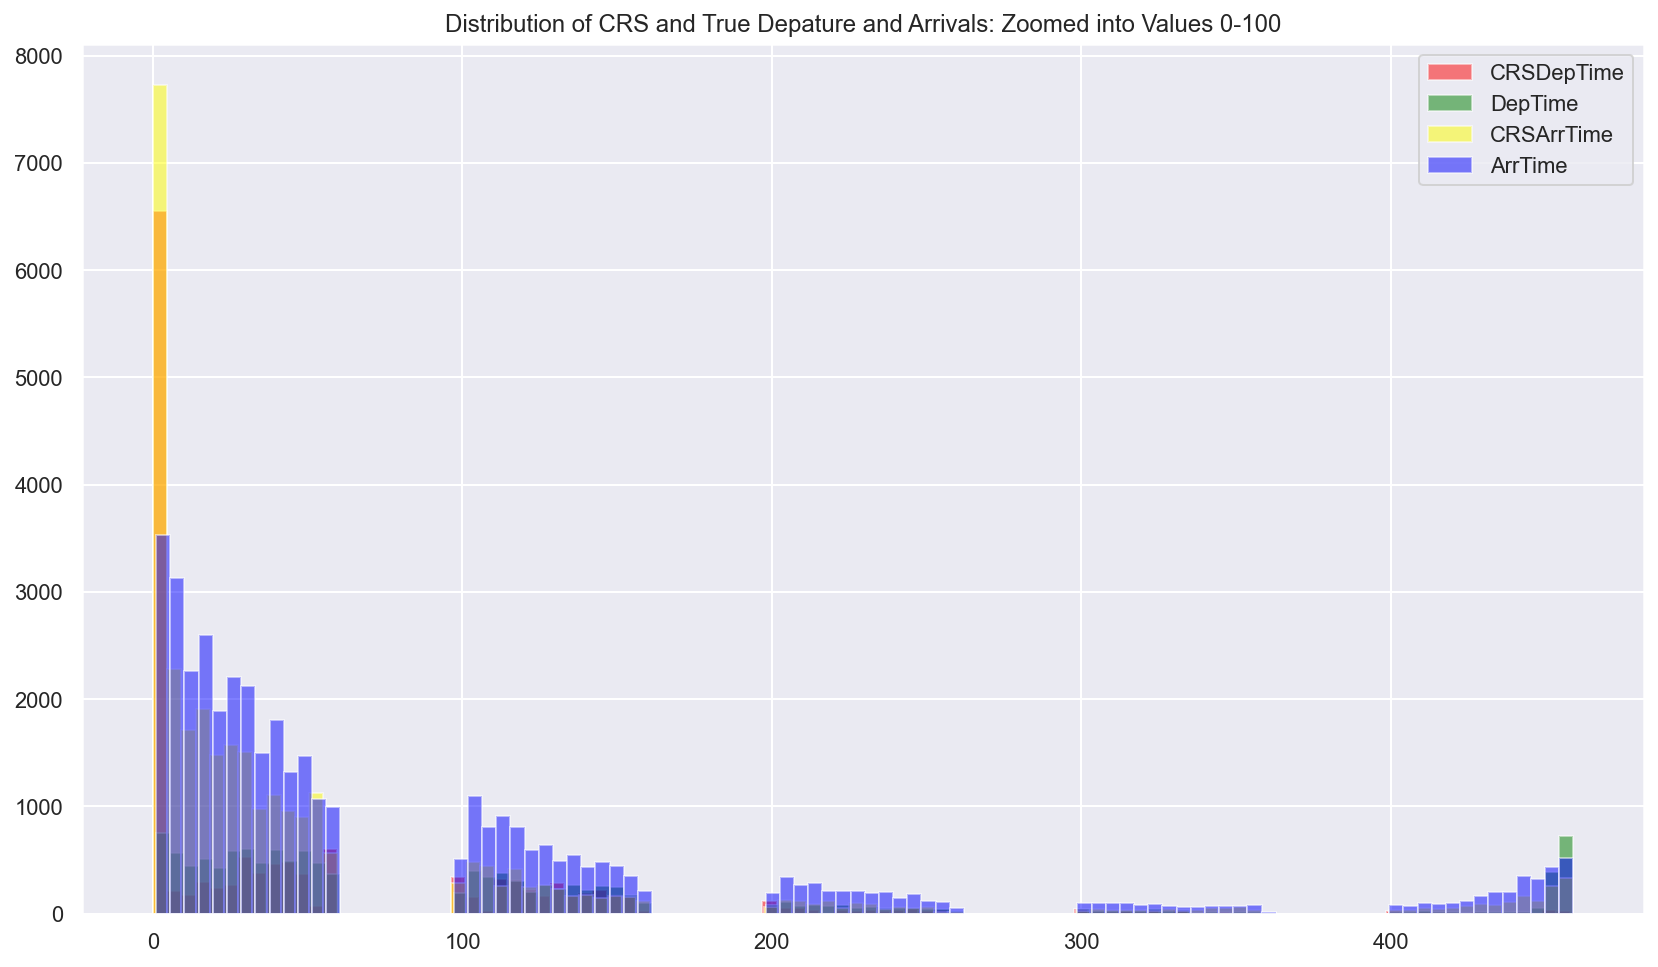 Distribution of CRS and True Depature and Arrivals: Zoomed into Values 0-100
8000
7000
6000
5000
4000
3000
2000
1000
0
0 100 200 300 400
CRSDepTime
DepTime
CRSArrTime
ArrTime